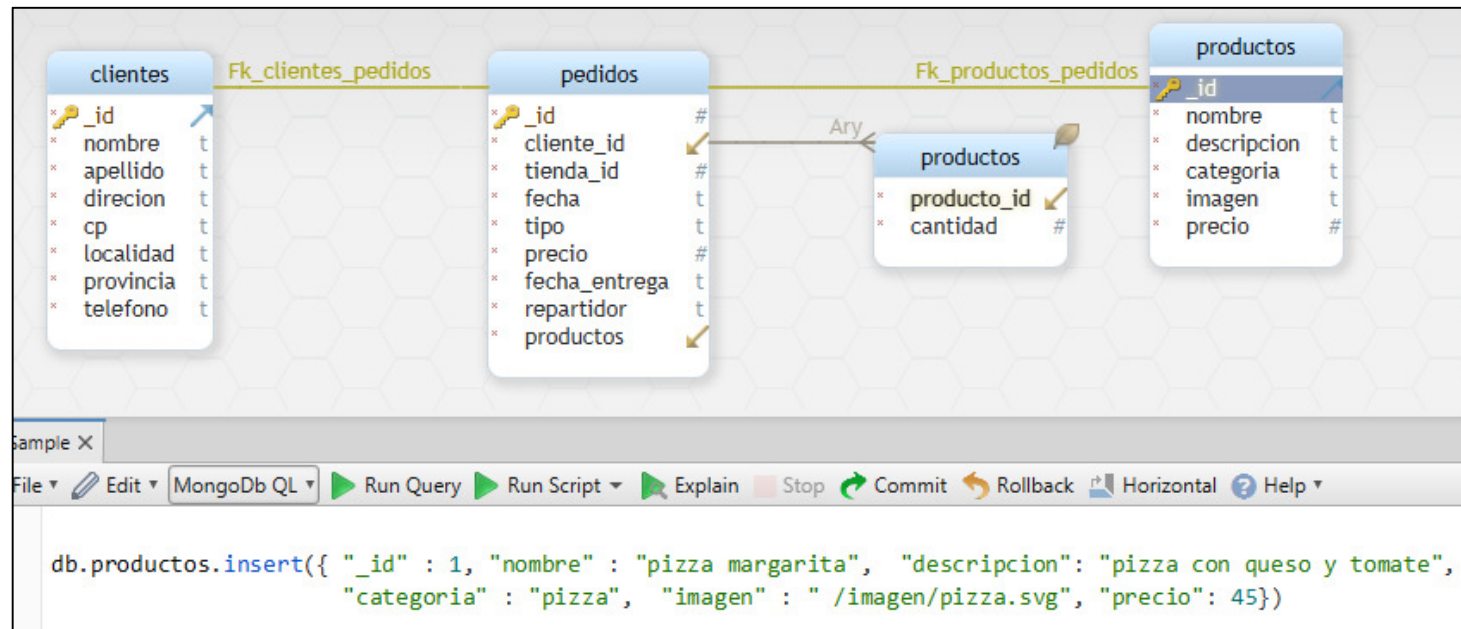 clientes
_id
nombre t
apellido t
direcion t
cp t
localidad t
provincia t
telefono t
Fk_clientes_pedidos
pedidos
_id #
cliente_id
tienda_id #
fecha t
tipo t
precio #
fecha_entrega t
repartidor t
productos
Ary
productos
producto_id
cantidad #
Fk_productos_pedidos
productos
_id
nombre t
descripcion t
categoria t
imagen t
precio #
Sample
File Edit MongoDb QL Run Query Run Script Explain Stop Commit Rollback Horizontal Help
db.productos.insert({ "_id" : 1, "nombre" : "pizza margarita", "descripcion": "pizza con queso y tomate",
"categoria" : "pizza", "imagen" : " /imagen/pizza.svg", "precio": 45})